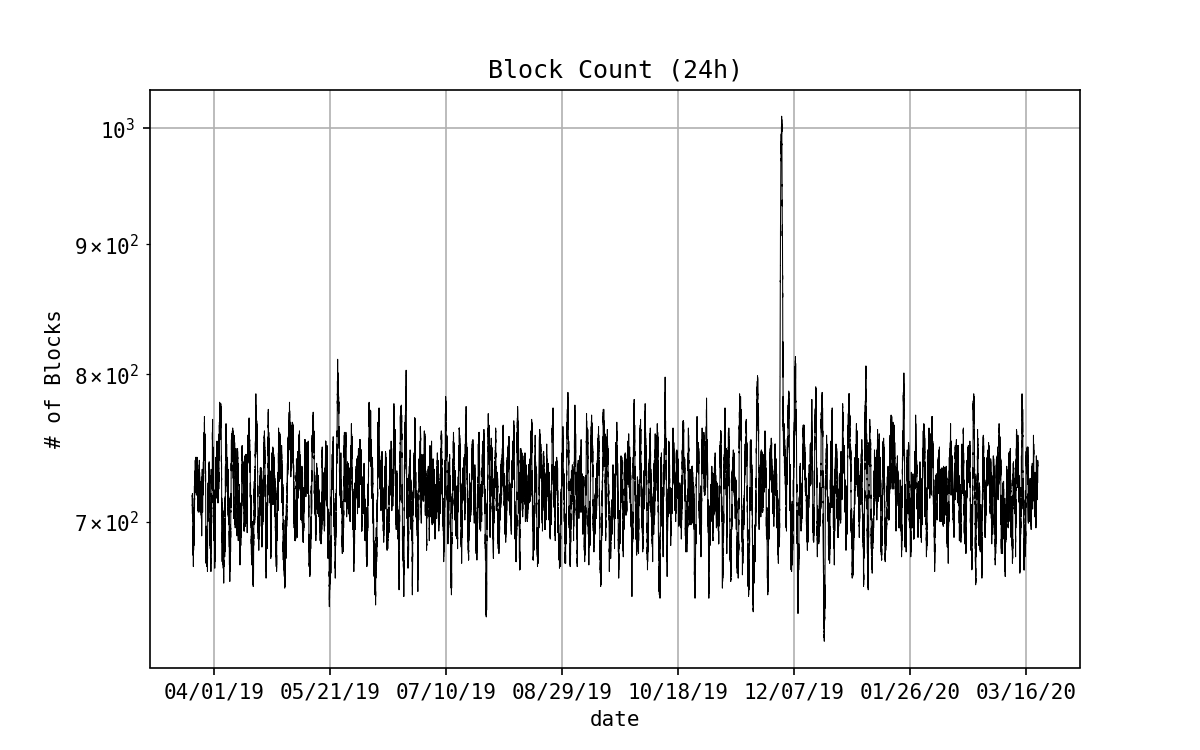 Block Count (24h)
# of Blocks
10³
9×10²
8×10²
7×10²
04/01/19 05/21/19 07/10/19 08/29/19 10/18/19 12/07/19 01/26/20 03/16/20
date